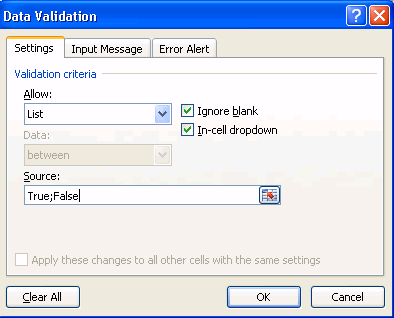 Data Validation
Settings Input Message Error Alert
Validation criteria
Allow:
List
Ignore blank
In-cell dropdown
Data:
between
Source:
True;False
Apply these changes to all other cells with the same settings
Clear All OK Cancel